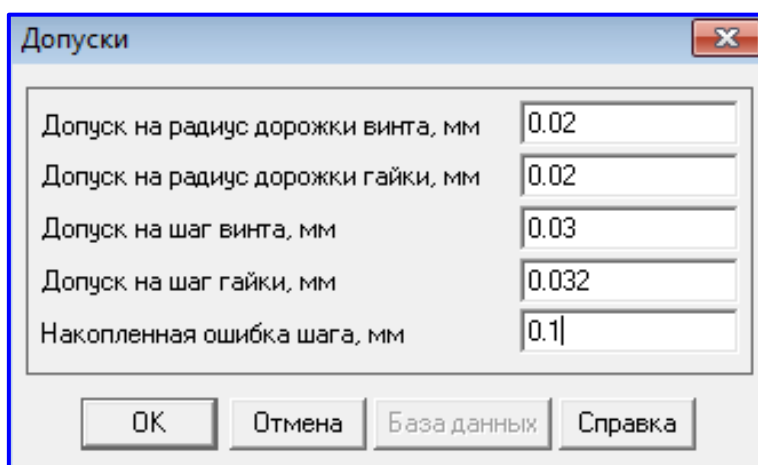 Допуски
Допуск на радиус дорожки винта, мм 0.02
Допуск на радиус дорожки гайки, мм 0.02
Допуск на шаг винта, мм 0.03
Допуск на шаг гайки, мм 0.032
Накопленная ошибка шага, мм 0.1
OK Отмена База данных Справка